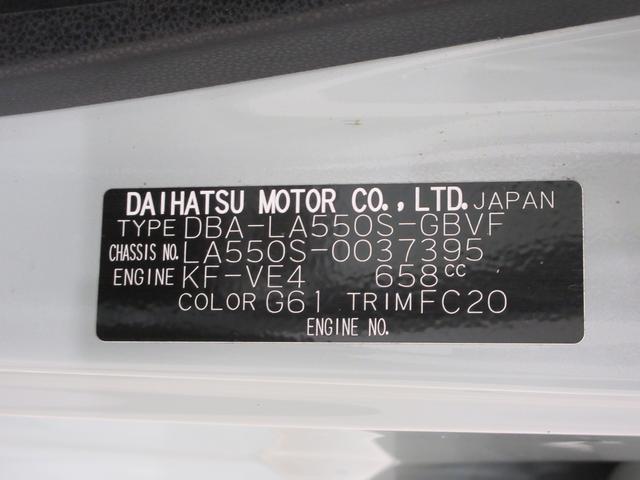 DAIHATSU MOTOR CO., LTD. JAPAN
TYPE DBA-LA550S-GBVF
CHASSIS NO. LA550S-0037395
ENGINE KF-VE4 658cc
COLOR G61 TRIM FC20
ENGINE NO.